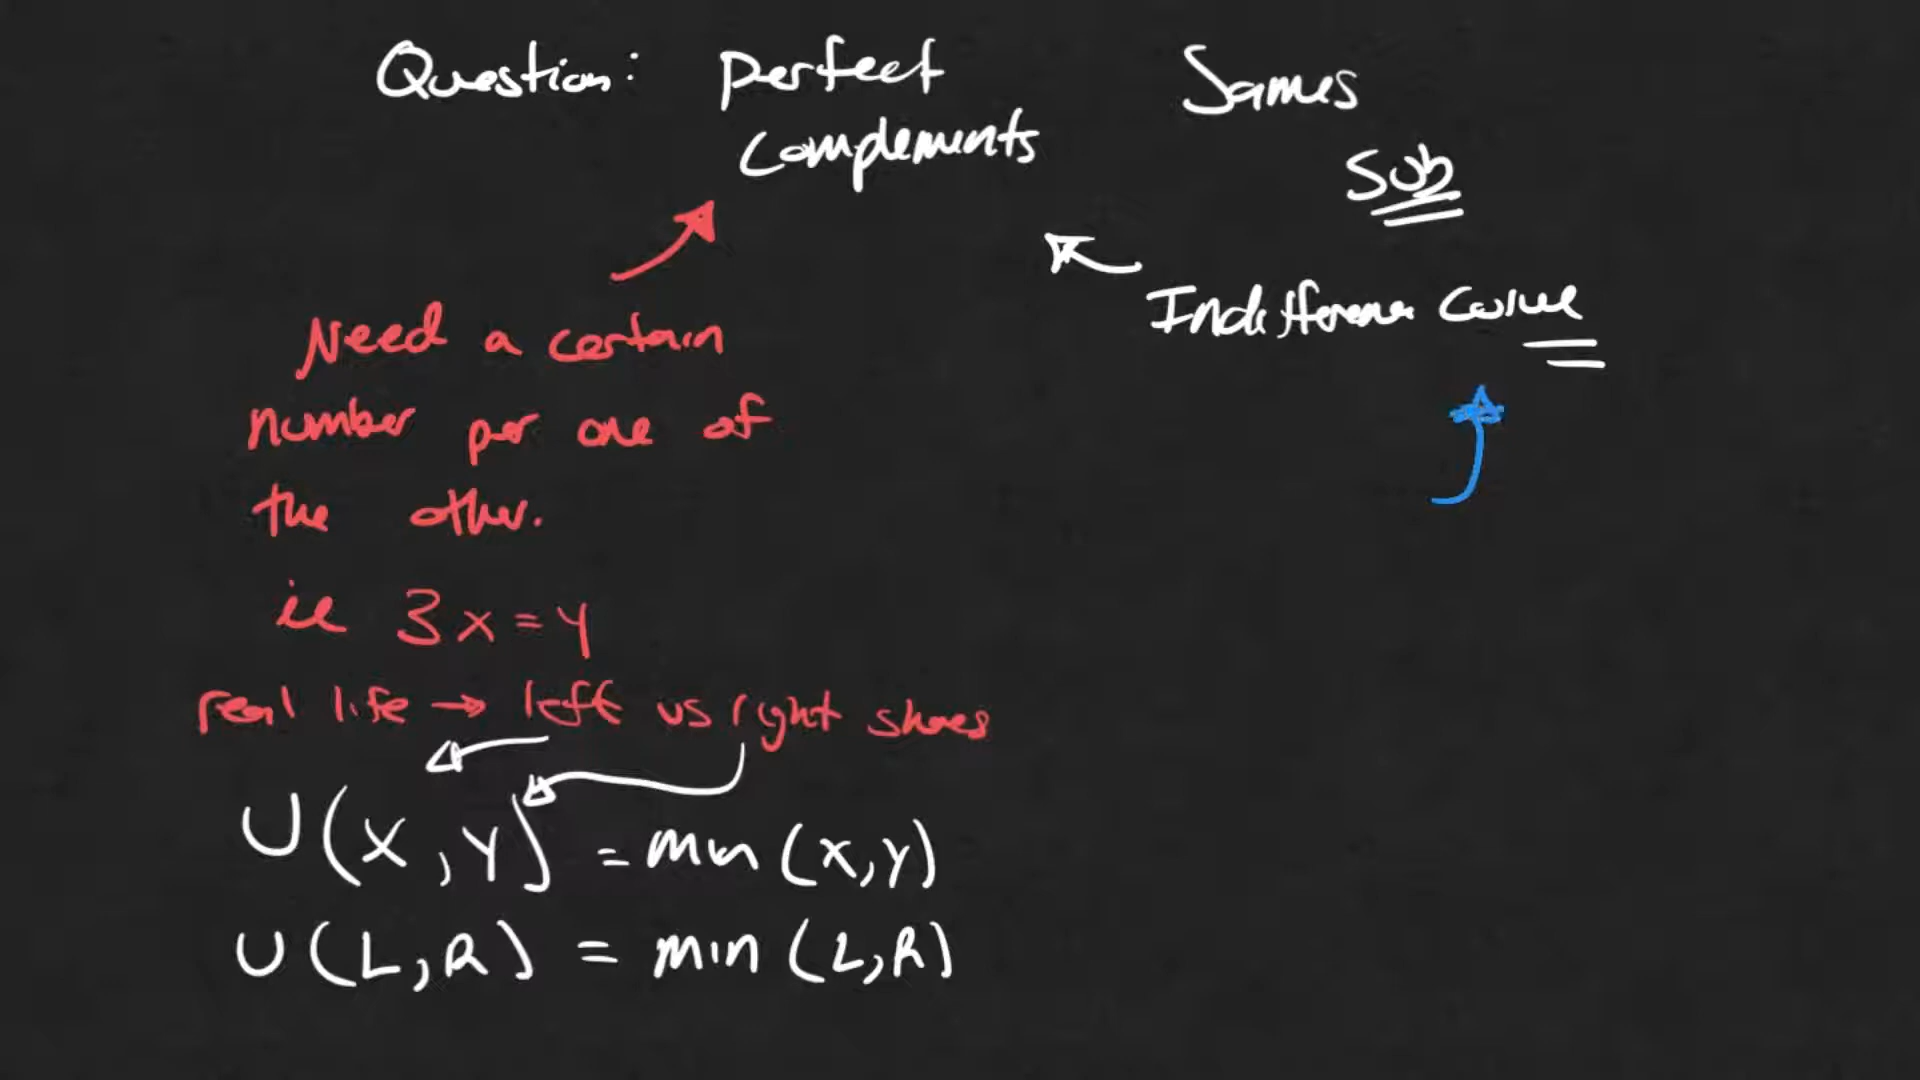 Question: Perfect Complements
James Sub
Indifference Curve
Need a certain
number per one of
the other.
ie 3x = y
real life → left vs right shoes
U(X,Y) = min (x,y)
U(L,R) = min (L,R)